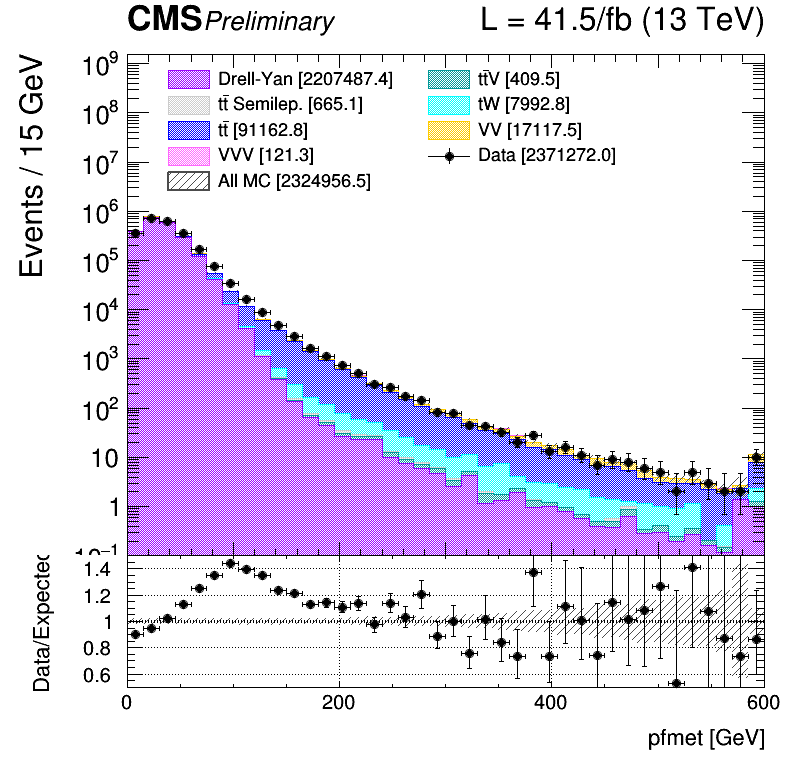 CMS Preliminary L = 41.5/fb (13 TeV)
Events / 15 GeV
10⁹
10⁸
10⁷
10⁶
10⁵
10⁴
10³
10²
10
1
10⁻¹
Drell-Yan [2207487.4]
tt̄ Semilep. [665.1]
tt̄ [91162.8]
VVV [121.3]
All MC [2324956.5]
tt̄V [409.5]
tW [7992.8]
VV [17117.5]
Data [2371272.0]
Data/Expected
1.4
1.2
1
0.8
0.6
0 200 400 600
pfmet [GeV]